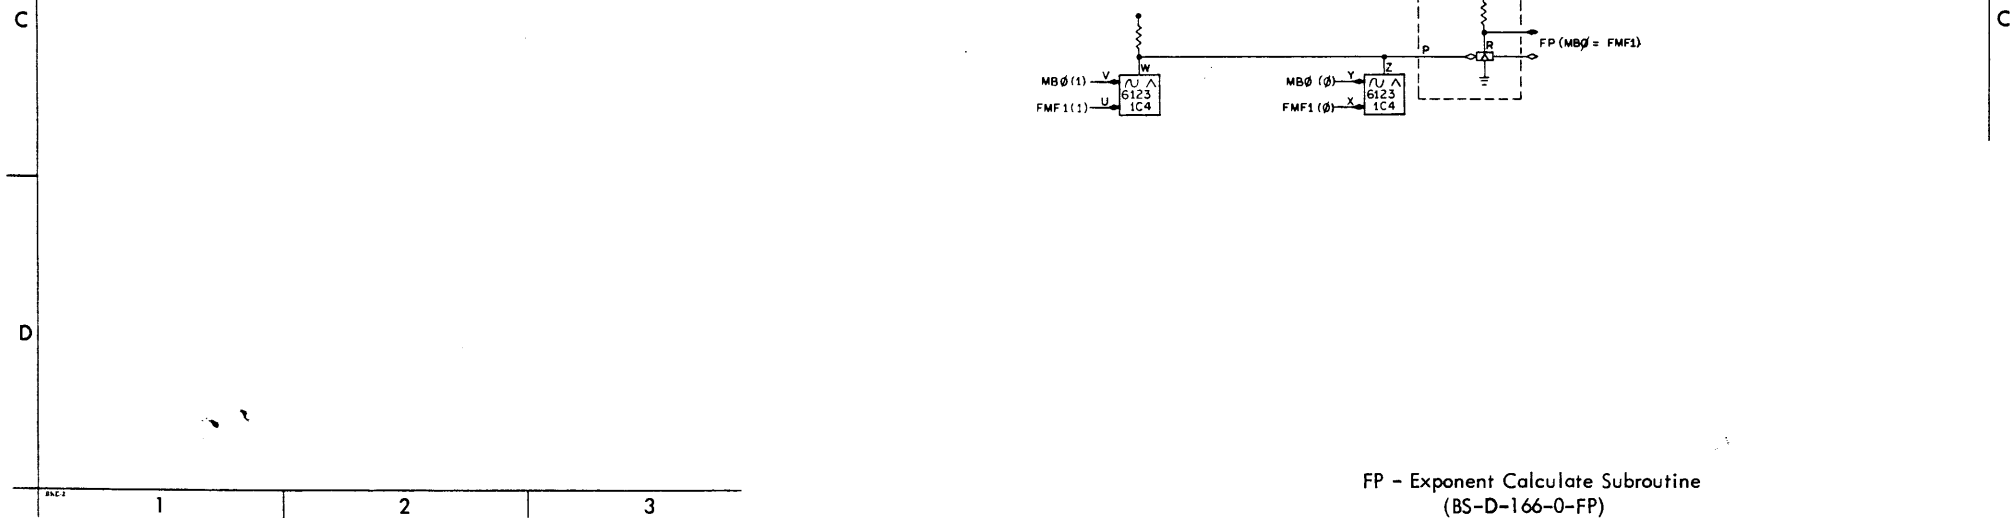 C
C
R
FP (MBØ = FMF1)
P
W
Z
MBØ(1) V
MBØ (Ø) Y
6123
6123
FMF1(1) U
1C4
FMF1 (Ø) X
1C4
D
FP - Exponent Calculate Subroutine
1
2
3
(BS-D-166-0-FP)